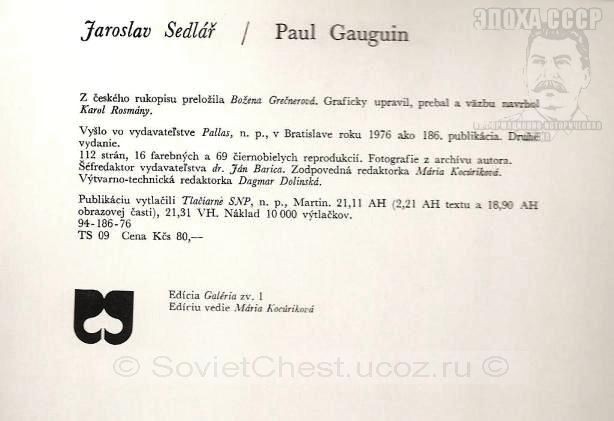 Jaroslav Sedlář / Paul Gauguin
ЭПОХА СССР
Z českého rukopisu preložila Božena Grečnerová. Graficky upravil, prebal a väzbu navrhol
Karol Rosmány.
Vyšlo vo vydavateľstve Pallas, n. p., v Bratislave roku 1976 ako 186. publikácia. Druhé
vydanie.
112 strán, 16 farebných a 69 čiernobielych reprodukcií. Fotografie z archívu autora.
Šéfredaktor vydavateľstva dr. Ján Barica. Zodpovedná redaktorka Mária Kocúriková.
Výtvarno-technická redaktorka Dagmar Dolinská.
Publikáciu vytlačili Tlačiarne SNP, n. p., Martin. 21,11 AH (2,21 AH textu a 18,90 AH
obrazovej časti), 21,31 VH. Náklad 10 000 výtlačkov.
94-186-76
TS 09 Cena Kčs 80,—
Edícia Galéria zv. 1
Edíciu vedie Mária Kocúriková
© SovietChest.ucoz.ru ©